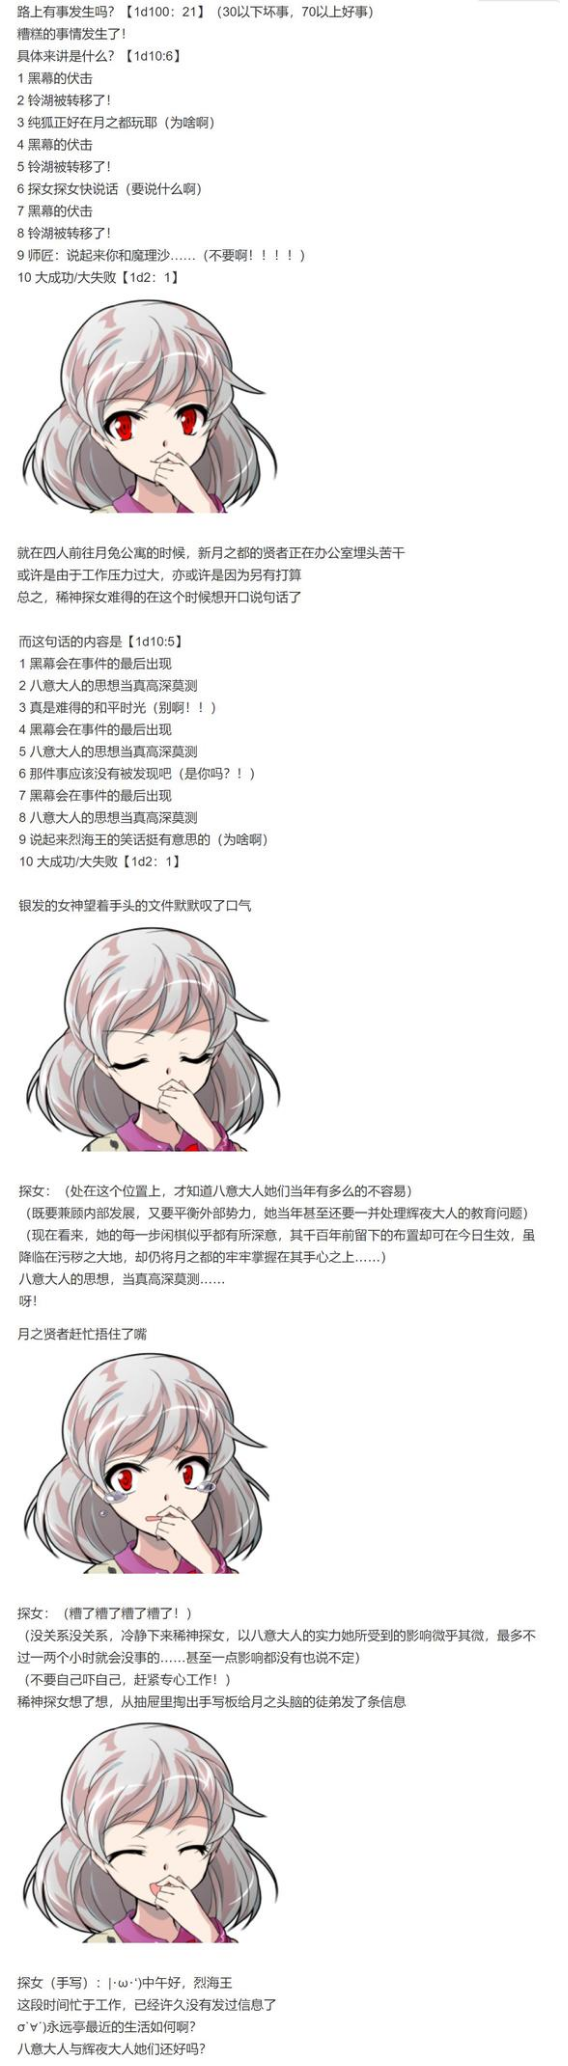 路上有事发生吗？【1d100：21】（30以下坏事，70以上好事）
糟糕的事情发生了！
具体来讲是什么？【1d10:6】
1 黑幕的伏击
2 铃湖被转移了！
3 纯狐正好在月之都玩耶（为啥啊）
4 黑幕的伏击
5 铃湖被转移了！
6 探女探女快说话（要说什么啊）
7 黑幕的伏击
8 铃湖被转移了！
9 师匠：说起来你和魔理沙……（不要啊！！！！）
10 大成功/大失败【1d2：1】
就在四人前往月兔公寓的时候，新月之都的贤者正在办公室埋头苦干
或许是由于工作压力过大，亦或许是因为另有打算
总之，稀神探女难得的在这个时候想开口说句话了
而这句话的内容是【1d10:5】
1 黑幕会在事件的最后出现
2 八意大人的思想当真高深莫测
3 真是难得的和平时光（别啊！！）
4 黑幕会在事件的最后出现
5 八意大人的思想当真高深莫测
6 那件事应该没有被发现吧（是你吗？！）
7 黑幕会在事件的最后出现
8 八意大人的思想当真高深莫测
9 说起来烈海王的笑话挺有意思的（为啥啊）
10 大成功/大失败【1d2：1】
银发的女神望着手头的文件默默叹了口气
探女：（处在这个位置上，才知道八意大人她们当年有多么的不容易）
（既要兼顾内部发展，又要平衡外部势力，她当年甚至还要一并处理辉夜大人的教育问题）
（现在看来，她的每一步闲棋似乎都有所深意，其千百年前留下的布置却可在今日生效，虽
降临在污秽之大地，却仍将月之都的牢牢掌握在其手心之上……）
八意大人的思想，当真高深莫测……
呀！
月之贤者赶忙捂住了嘴
探女：（糟了糟了糟了糟了！）
（没关系没关系，冷静下来稀神探女，以八意大人的实力她所受到的影响微乎其微，最多不
过一两个小时就会没事的……甚至一点影响都没有也说不定）
（不要自己吓自己，赶紧专心工作！）
稀神探女想了想，从抽屉里掏出手写板给月之头脑的徒弟发了条信息
探女（手写）：|･ω･`)中午好，烈海王
这段时间忙于工作，已经许久没有发过信息了
σ`∀´)永远亭最近的生活如何啊？
八意大人与辉夜大人她们还好吗？